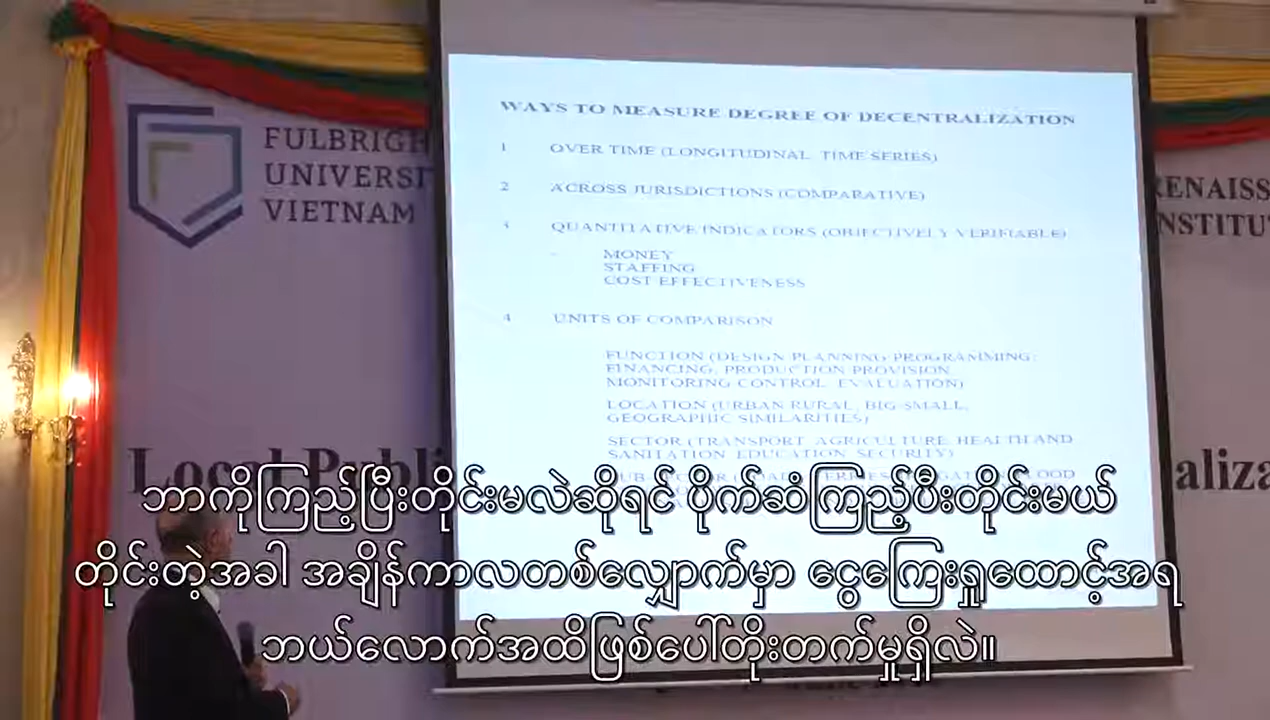 FULBRIGH
UNIVERSI
VIETNAM
RENAISS
INSTITUT
WAYS TO MEASURE DEGREE OF DECENTRALIZATION
1 OVER TIME (LONGITUDINAL TIME SERIES)
2 ACROSS JURISDICTIONS (COMPARATIVE)
3 QUANTITATIVE INDICATORS (OBJECTIVELY VERIFIABLE)
- MONEY
STAFFING
COST EFFECTIVENESS
4 UNITS OF COMPARISON
FUNCTION (DESIGN PLANNING PROGRAMMING
FINANCING, PRODUCTION PROVISION
MONITORING CONTROL EVALUATION)
LOCATION (URBAN RURAL, BIG SMALL,
GEOGRAPHIC SIMILARITIES)
SECTOR (TRANSPORT AGRICULTURE HEALTH AND
SANITATION EDUCATION SECURITY)
Local Publi
aliza
ဘာကိုကြည့်ပြီးတိုင်းမလဲဆိုရင် ပိုက်ဆံကြည့်ပီးတိုင်းမယ်
တိုင်းတဲ့အခါ အချိန်ကာလတစ်လျှောက်မှာ ငွေကြေးရှုထောင့်အရ
ဘယ်လောက်အထိဖြစ်ပေါ်တိုးတက်မှုရှိလဲ။